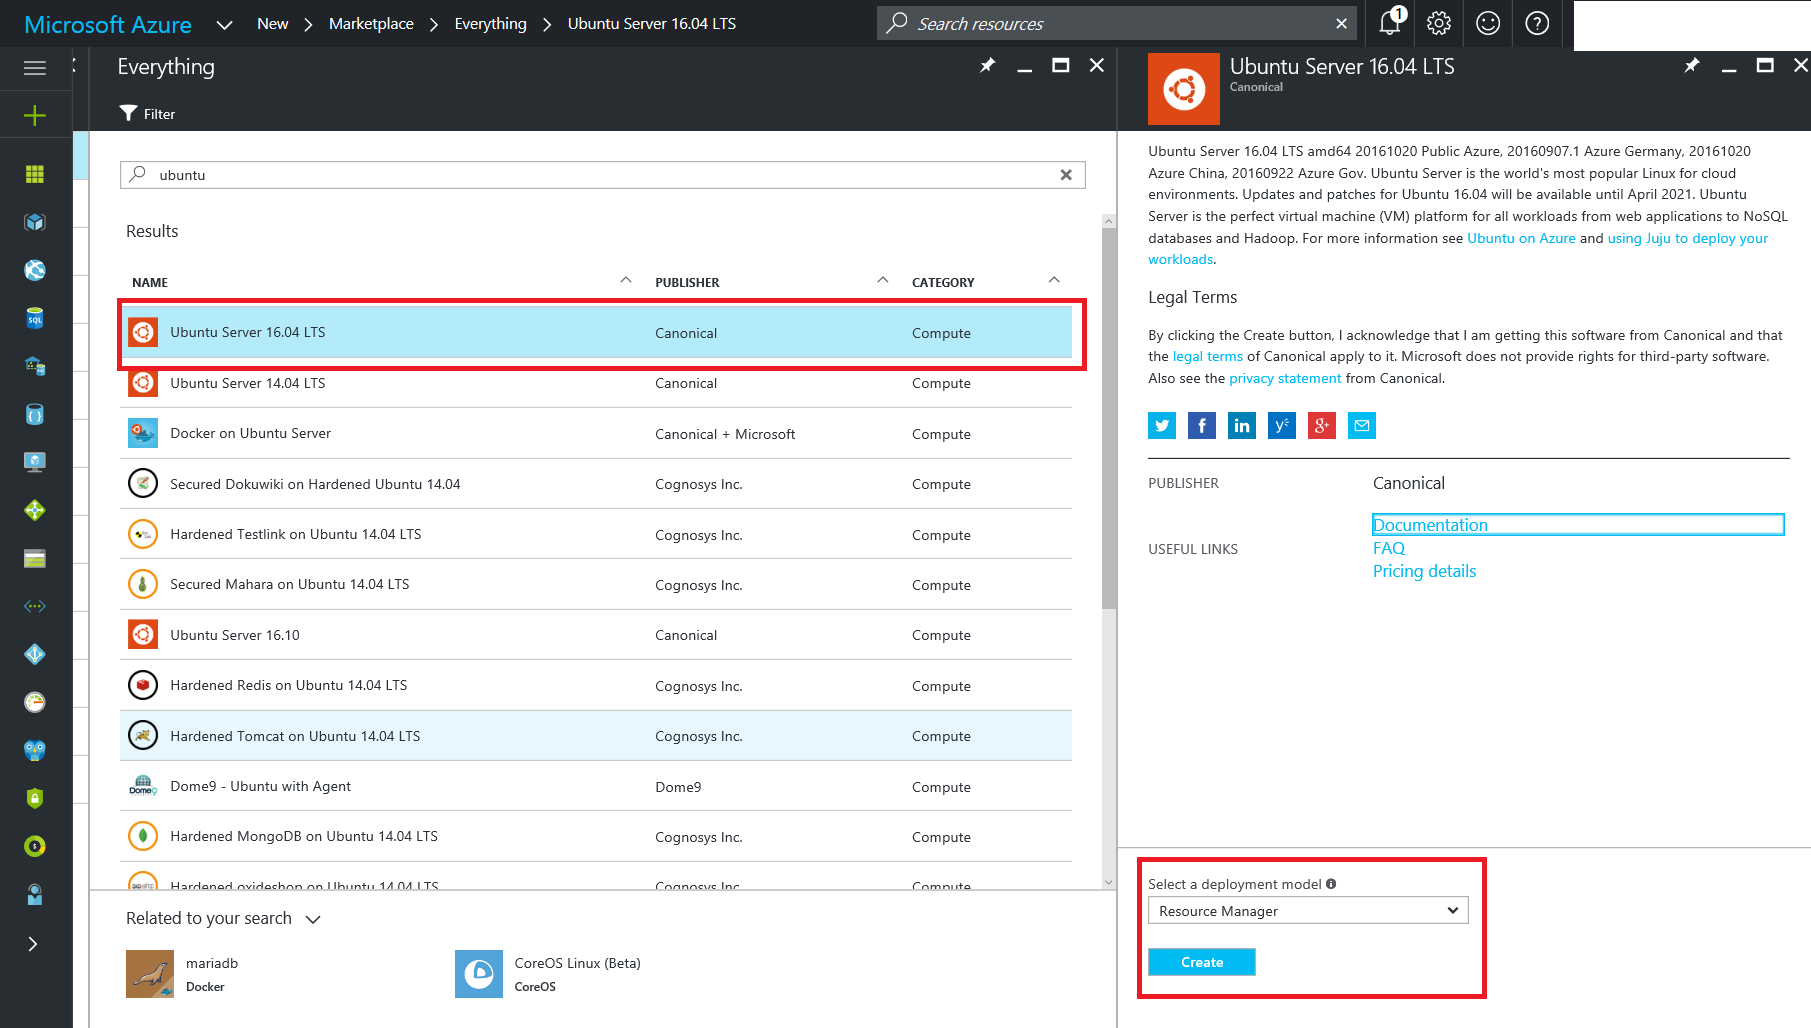 Microsoft Azure New Marketplace Everything Ubuntu Server 16.04 LTS
Search resources
1
Everything
Filter
ubuntu
Results
NAME PUBLISHER CATEGORY
Ubuntu Server 16.04 LTS Canonical Compute
Ubuntu Server 14.04 LTS Canonical Compute
Docker on Ubuntu Server Canonical + Microsoft Compute
Secured Dokuwiki on Hardened Ubuntu 14.04 Cognosys Inc. Compute
Hardened Testlink on Ubuntu 14.04 LTS Cognosys Inc. Compute
Secured Mahara on Ubuntu 14.04 LTS Cognosys Inc. Compute
Ubuntu Server 16.10 Canonical Compute
Hardened Redis on Ubuntu 14.04 LTS Cognosys Inc. Compute
Hardened Tomcat on Ubuntu 14.04 LTS Cognosys Inc. Compute
Dome9 - Ubuntu with Agent Dome9 Compute
Hardened MongoDB on Ubuntu 14.04 LTS Cognosys Inc. Compute
Hardened oxideshop on Ubuntu 14.04 LTS Cognosys Inc. Compute
Related to your search
mariadb
Docker
CoreOS Linux (Beta)
CoreOS
Ubuntu Server 16.04 LTS
Canonical
Ubuntu Server 16.04 LTS amd64 20161020 Public Azure, 20160907.1 Azure Germany, 20161020
Azure China, 20160922 Azure Gov. Ubuntu Server is the world's most popular Linux for cloud
environments. Updates and patches for Ubuntu 16.04 will be available until April 2021. Ubuntu
Server is the perfect virtual machine (VM) platform for all workloads from web applications to NoSQL
databases and Hadoop. For more information see Ubuntu on Azure and using Juju to deploy your
workloads.
Legal Terms
By clicking the Create button, I acknowledge that I am getting this software from Canonical and that
the legal terms of Canonical apply to it. Microsoft does not provide rights for third-party software.
Also see the privacy statement from Canonical.
PUBLISHER Canonical
USEFUL LINKS
Documentation
FAQ
Pricing details
Select a deployment model
Resource Manager
Create